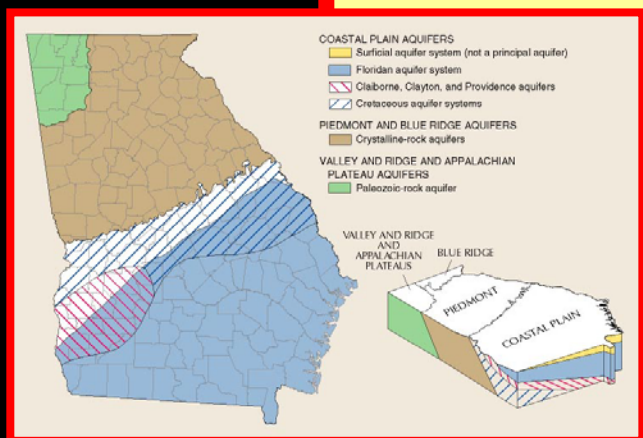 COASTAL PLAIN AQUIFERS
Surficial aquifer system (not a principal aquifer)
Floridan aquifer system
Claiborne, Clayton, and Providence aquifers
Cretaceous aquifer systems
PIEDMONT AND BLUE RIDGE AQUIFERS
Crystalline-rock aquifers
VALLEY AND RIDGE AND APPALACHIAN
PLATEAU AQUIFERS
Paleozoic-rock aquifer
VALLEY AND RIDGE
AND
APPALACHIAN
PLATEAUS
BLUE RIDGE
PIEDMONT
COASTAL PLAIN